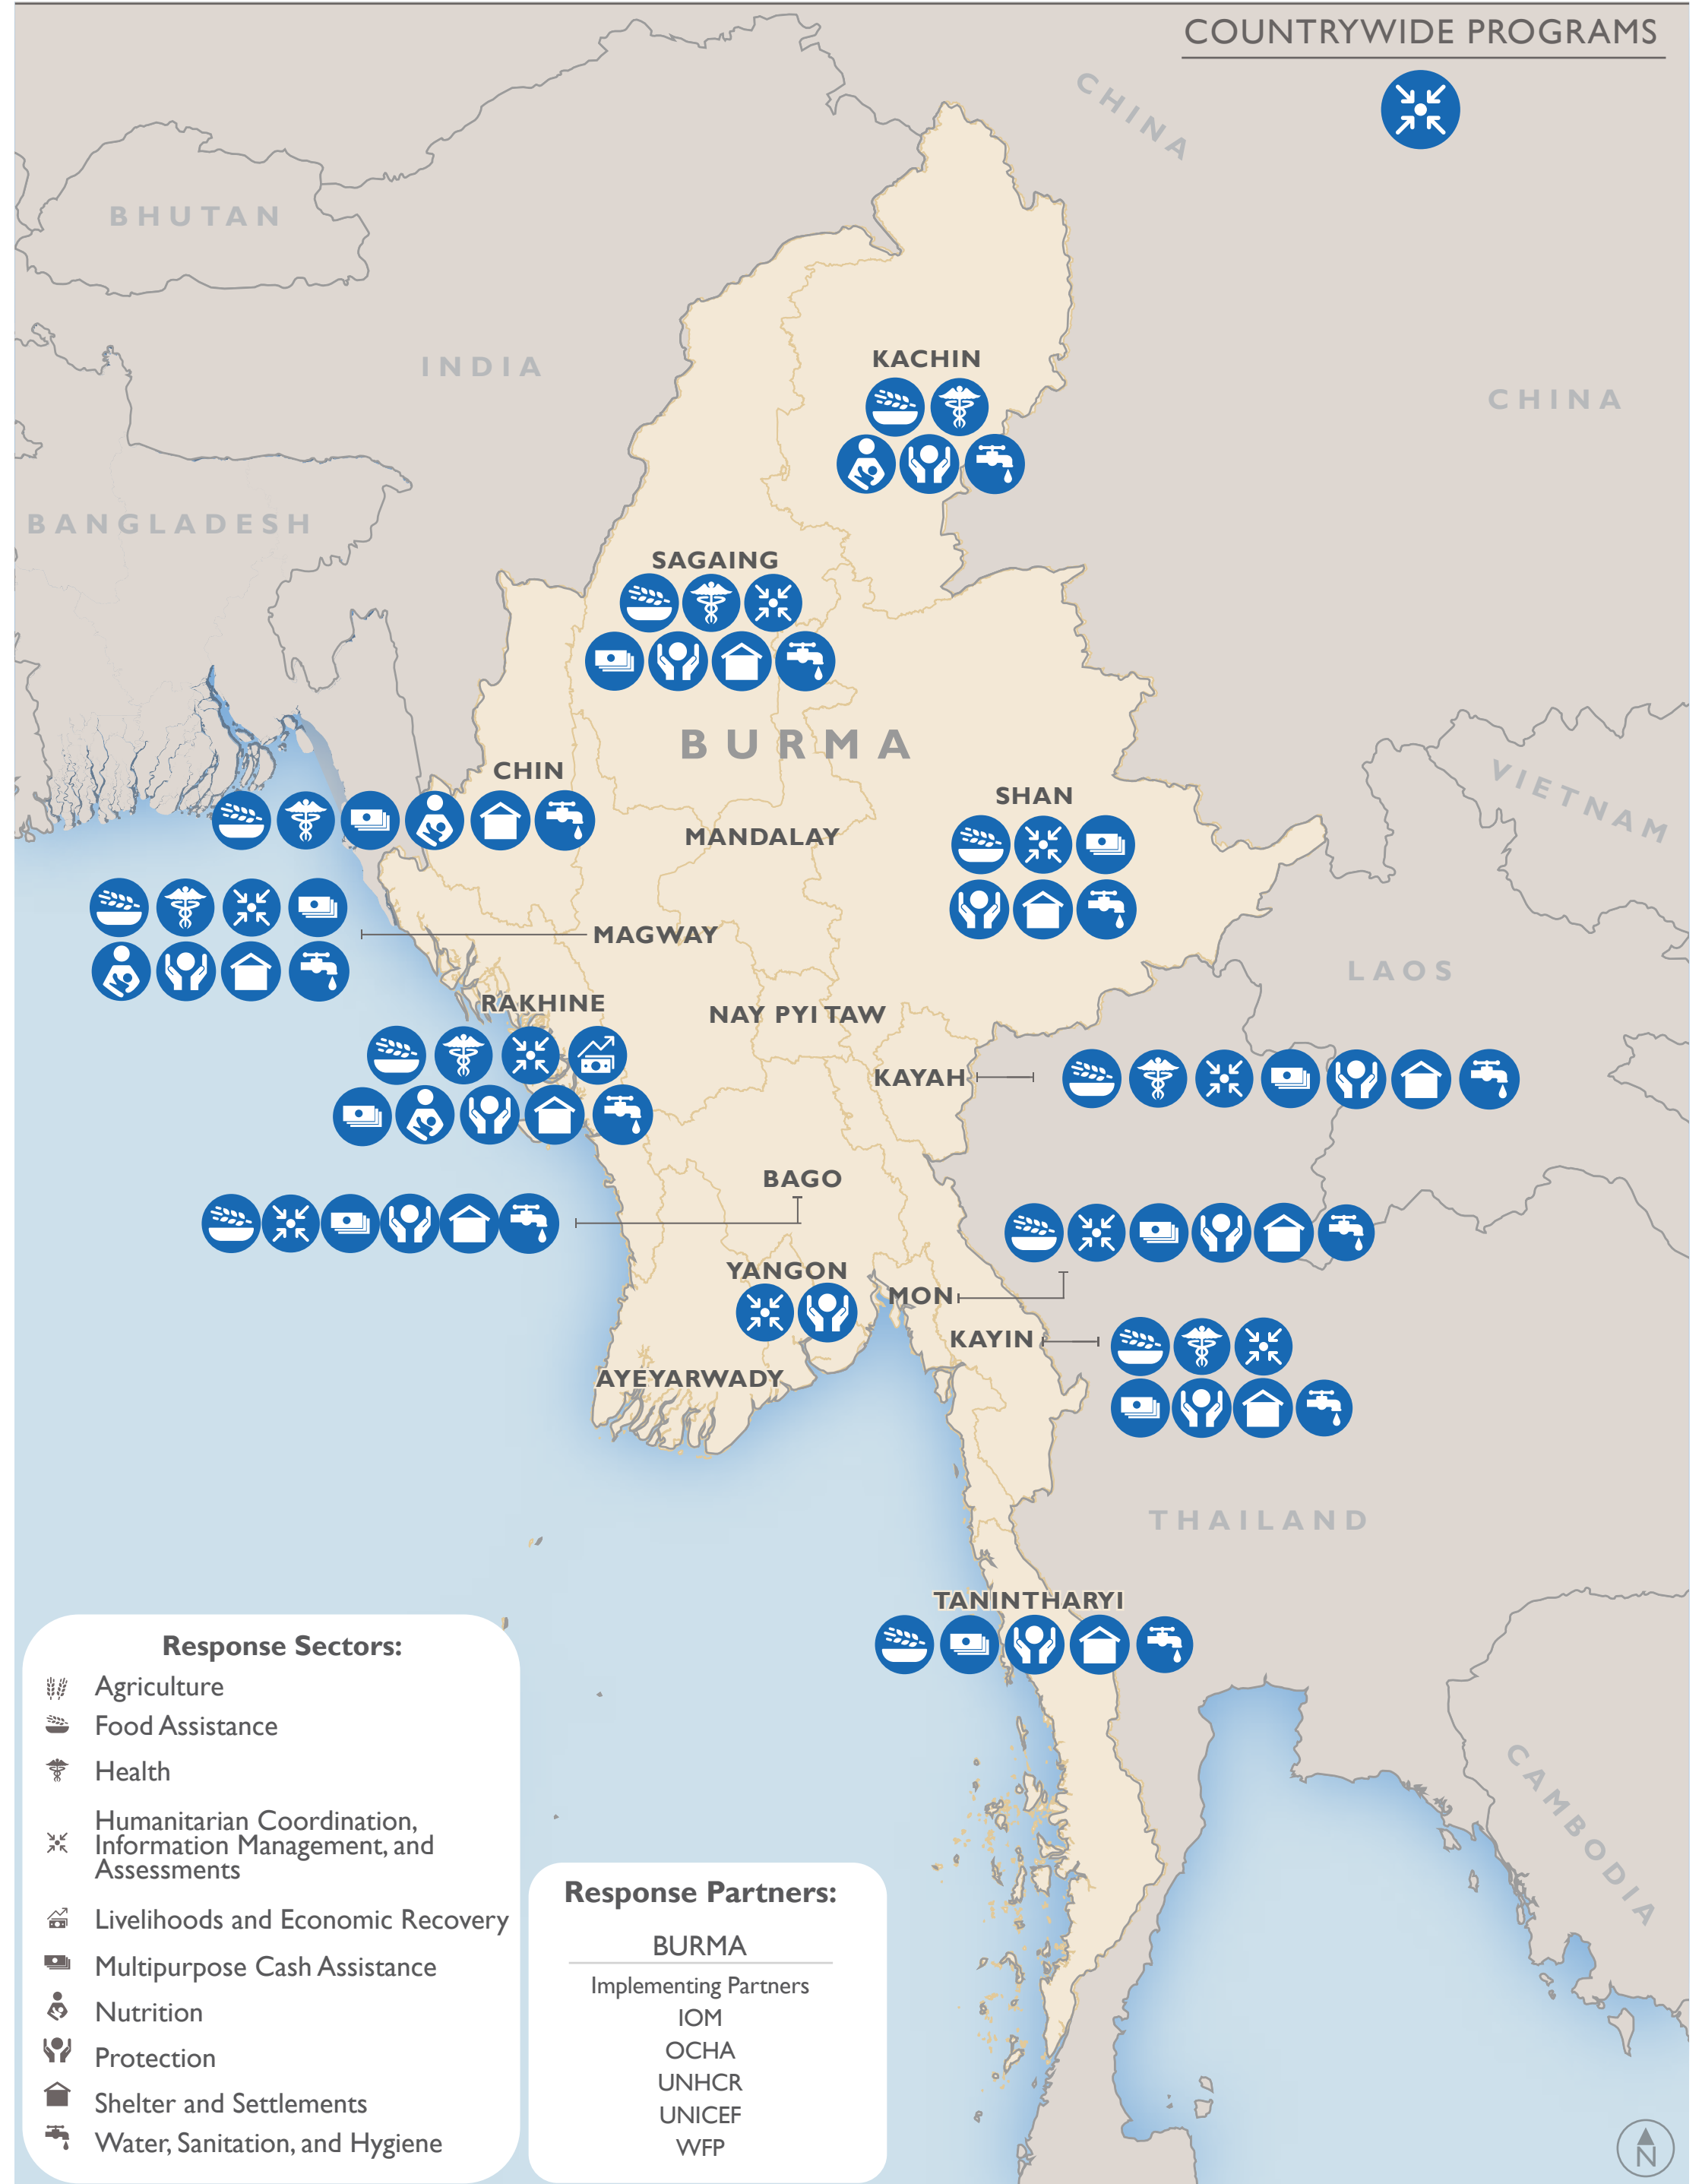 COUNTRYWIDE PROGRAMS
CHINA
BHUTAN
INDIA
KACHIN
CHINA
BANGLADESH
SAGAING
BURMA
CHIN
VIETNAM
SHAN
MANDALAY
MAGWAY
LAOS
RAKHINE
NAY PYI TAW
KAYAH
BAGO
YANGON
MON
KAYIN
AYEYARWADY
THAILAND
TANINTHARYI
CAMBODIA
Response Sectors:
Agriculture
Food Assistance
Health
Humanitarian Coordination,
Information Management, and
Assessments
Livelihoods and Economic Recovery
Multipurpose Cash Assistance
Nutrition
Protection
Shelter and Settlements
Water, Sanitation, and Hygiene
Response Partners:
BURMA
Implementing Partners
IOM
OCHA
UNHCR
UNICEF
WFP
N